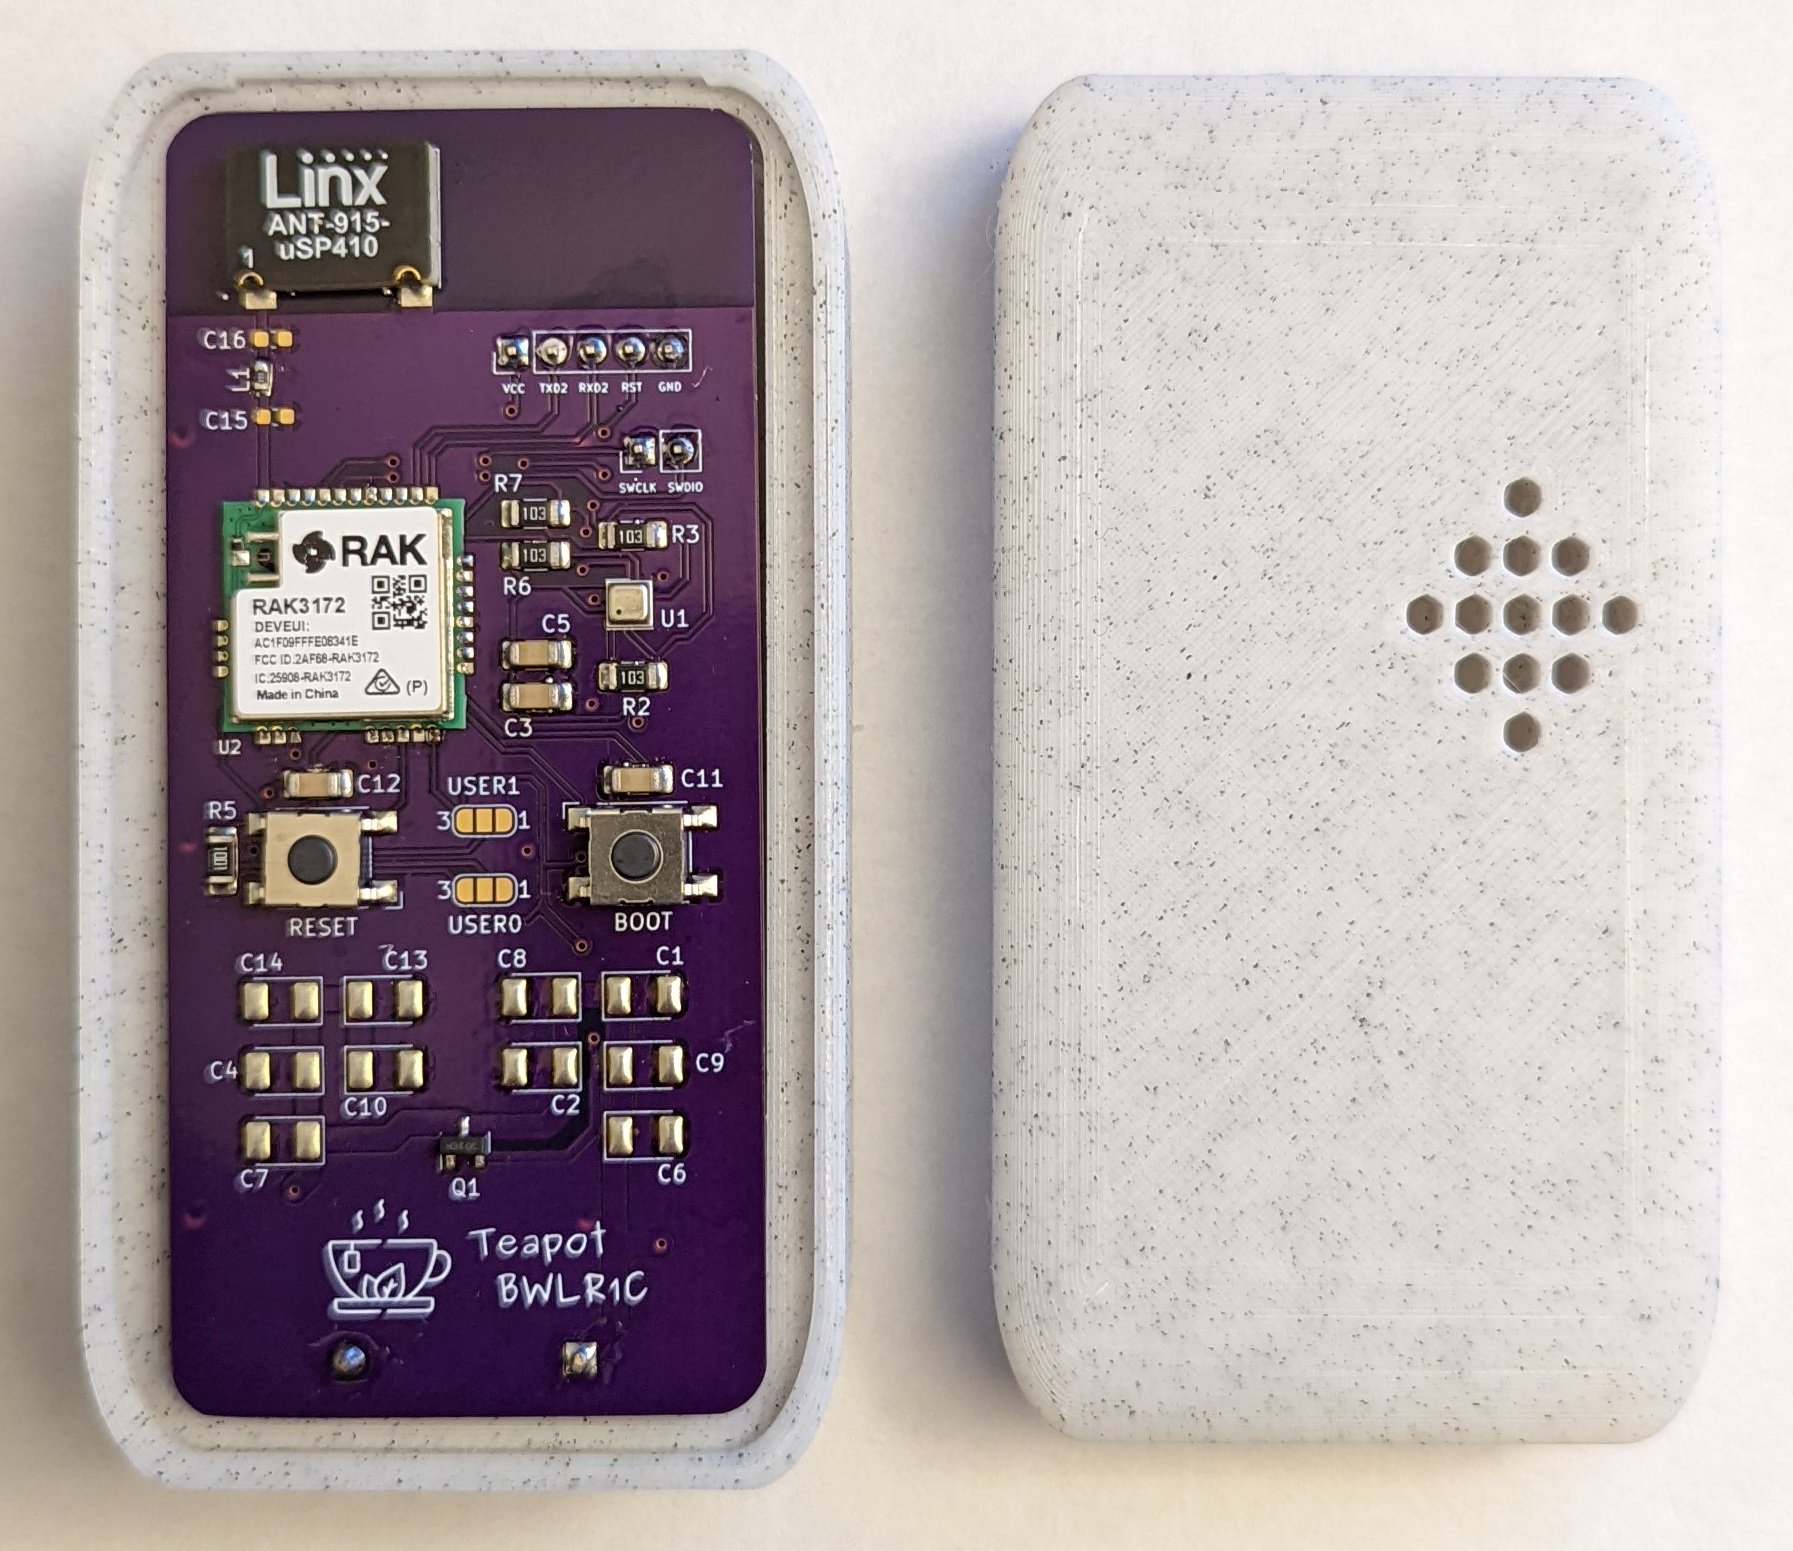 Linx
ANT-915-
uSP410
1
C16
L1
C15
VCC TXD2 RXD2 RST GND
SWCLK SWDIO
R7
103
R3
103
103
R6
RAK
RAK3172
DEVEUI:
AC1F09FFFE08341E
FCC ID:2AF68-RAK3172
IC:25908-RAK3172
Made in China
(P)
U1
C5
103
R2
C3
U2
C12
USER1
C11
R5
3 1
3 1
RESET
USER0
BOOT
C14 C13 C8 C1
C4 C9
C10 C2
C7 C6
Q1
Teapot
BWLR1C